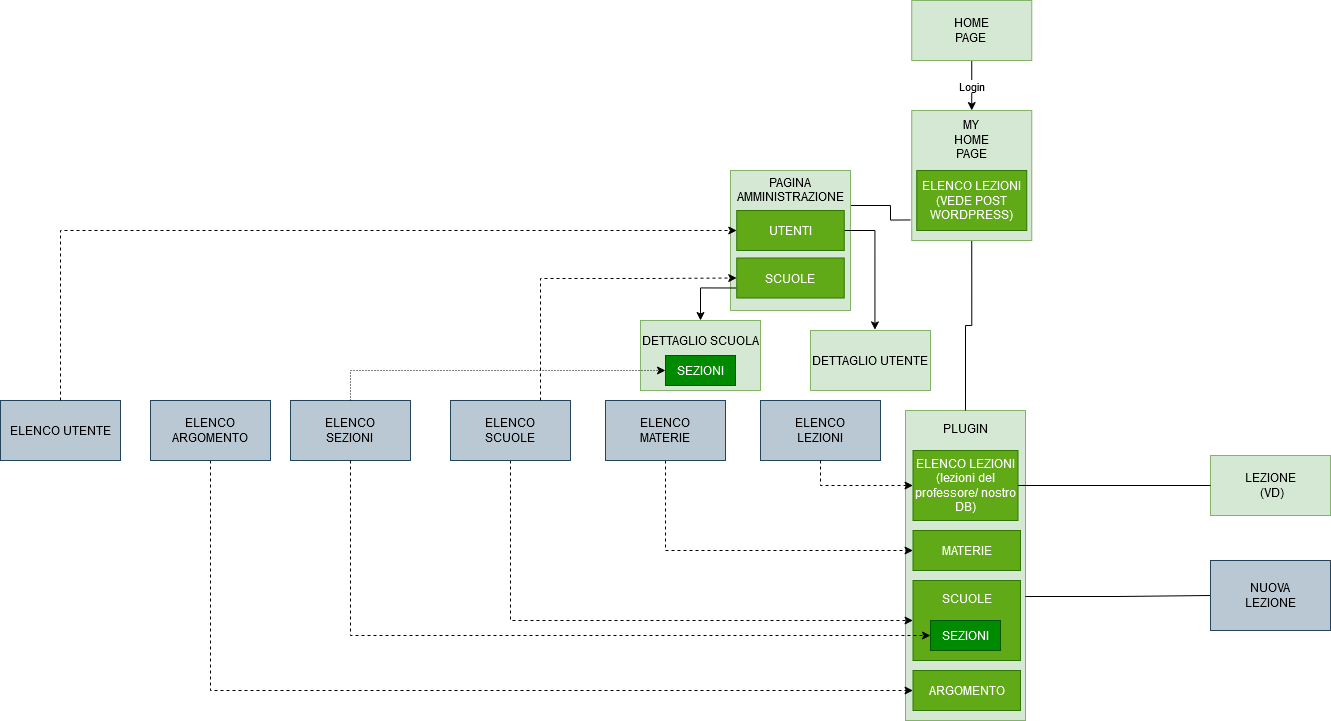 HOME
PAGE
Login
MY
HOME
PAGE
ELENCO LEZIONI
(VEDE POST
WORDPRESS)
PAGINA
AMMINISTRAZIONE
UTENTI
SCUOLE
DETTAGLIO SCUOLA
SEZIONI
DETTAGLIO UTENTE
ELENCO UTENTE
ELENCO
ARGOMENTO
ELENCO
SEZIONI
ELENCO
SCUOLE
ELENCO
MATERIE
ELENCO
LEZIONI
PLUGIN
ELENCO LEZIONI
(lezioni del
professore/ nostro
DB)
LEZIONE
(VD)
MATERIE
SCUOLE
SEZIONI
NUOVA
LEZIONE
ARGOMENTO